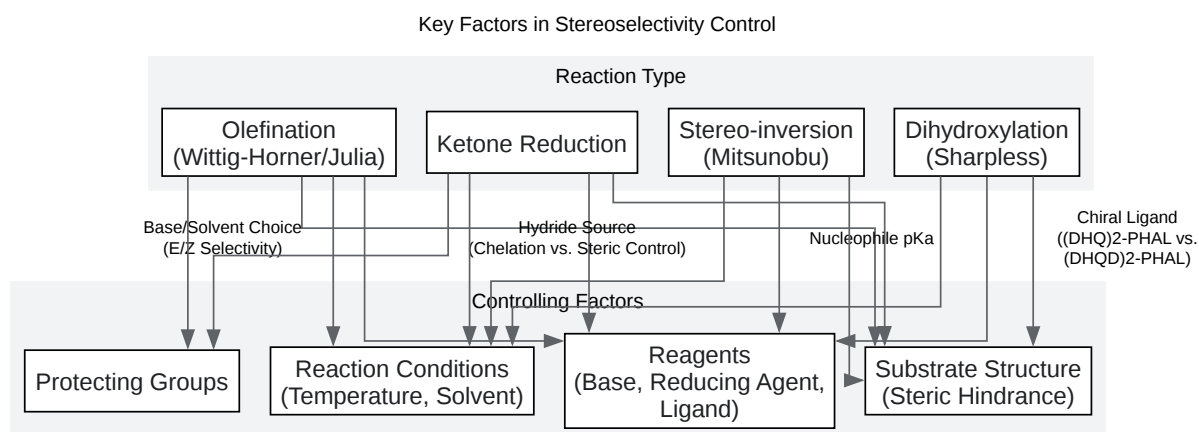 Key Factors in Stereoselectivity Control
Reaction Type
Olefination
(Wittig-Horner/Julia)
Ketone Reduction
Stereo-inversion
(Mitsunobu)
Dihydroxylation
(Sharpless)
Base/Solvent Choice
(E/Z Selectivity)
Hydride Source
(Chelation vs. Steric Control)
Nucleophile pKa
Chiral Ligand
((DHQ)2-PHAL vs.
(DHQD)2-PHAL)
Controlling Factors
Protecting Groups
Reaction Conditions
(Temperature, Solvent)
Reagents
(Base, Reducing Agent,
Ligand)
Substrate Structure
(Steric Hindrance)